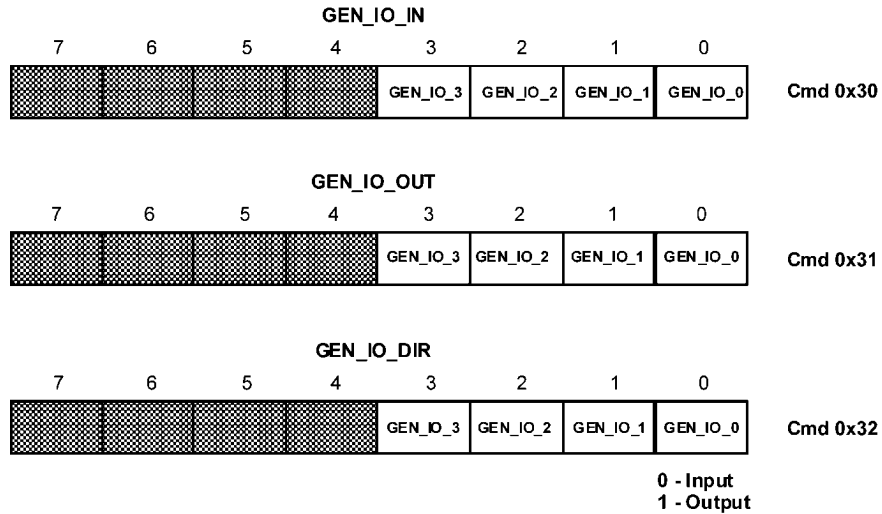 GEN_IO_IN
7 6 5 4 3 2 1 0
GEN_IO_3 GEN_IO_2 GEN_IO_1 GEN_IO_0 Cmd 0x30
GEN_IO_OUT
7 6 5 4 3 2 1 0
GEN_IO_3 GEN_IO_2 GEN_IO_1 GEN_IO_0 Cmd 0x31
GEN_IO_DIR
7 6 5 4 3 2 1 0
GEN_IO_3 GEN_IO_2 GEN_IO_1 GEN_IO_0 Cmd 0x32
0 - Input
1 - Output